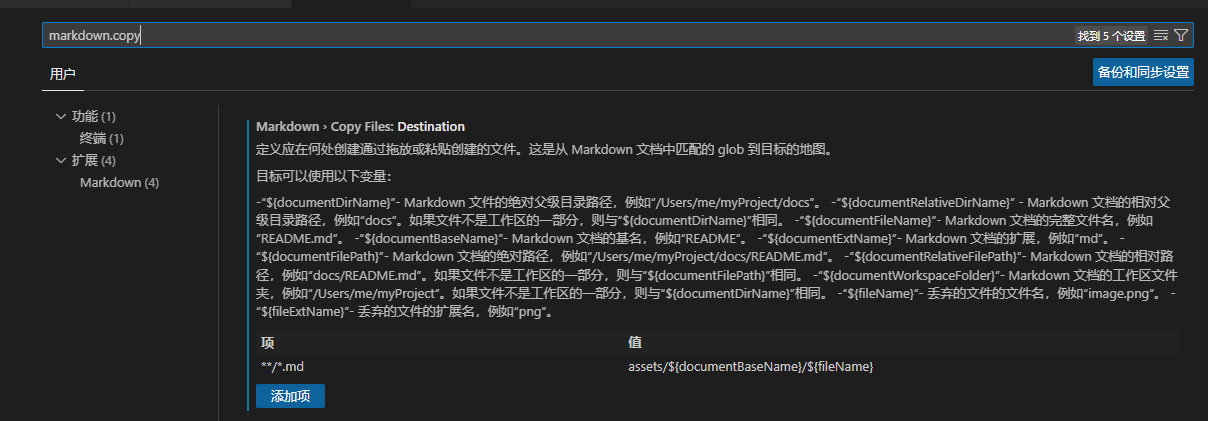 markdown.copy
找到 5 个设置
用户
备份和同步设置
功能 (1)
终端 (1)
扩展 (4)
Markdown (4)
Markdown › Copy Files: Destination
定义应在何处创建通过拖放或粘贴创建的文件。这是从 Markdown 文档中匹配的 glob 到目标的地图。
目标可以使用以下变量：
-“${documentDirName}”- Markdown 文件的绝对父级目录路径，例如“/Users/me/myProject/docs”。 -“${documentRelativeDirName}” - Markdown 文档的相对父
级目录路径，例如“docs”。如果文件不是工作区的一部分，则与“${documentDirName}”相同。 -“${documentFileName}”- Markdown 文档的完整文件名，例如
“README.md”。 -“${documentBaseName}”- Markdown 文档的基名，例如“README”。 -“${documentExtName}”- Markdown 文档的扩展，例如“md”。 -
“${documentFilePath}”- Markdown 文档的绝对路径，例如“/Users/me/myProject/docs/README.md”。 -“${documentRelativeFilePath}”- Markdown 文档的相对路
径，例如“docs/README.md”。如果文件不是工作区的一部分，则与“${documentFilePath}”相同。 -“${documentWorkspaceFolder}”- Markdown 文档的工作区文件
夹，例如“/Users/me/myProject”。如果文件不是工作区的一部分，则与“${documentDirName}”相同。 -“${fileName}”- 丢弃的文件的文件名，例如“image.png”。 -
“${fileExtName}”- 丢弃的文件的扩展名，例如“png”。
项 值
**/*.md assets/${documentBaseName}/${fileName}
添加项